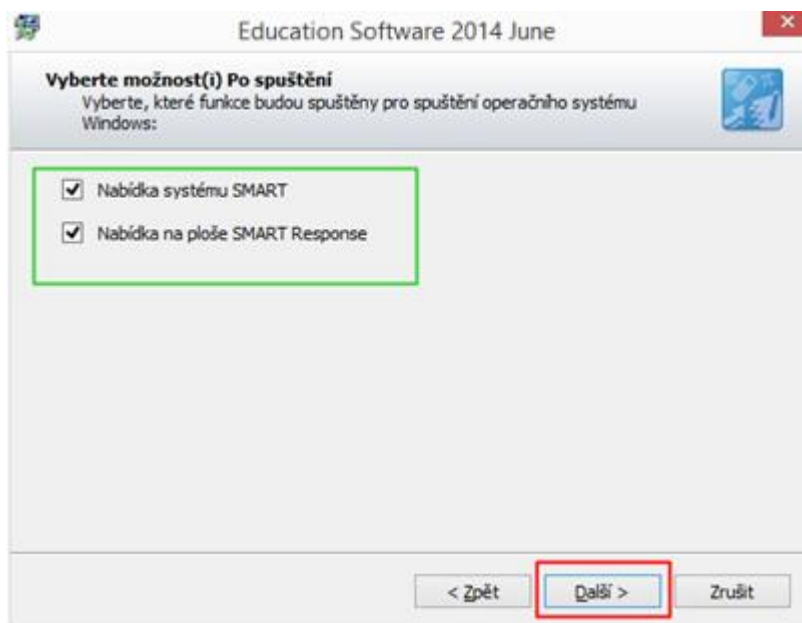 Education Software 2014 June
Vyberte možnost(i) Po spuštění
Vyberte, které funkce budou spuštěny pro spuštění operačního systému
Windows:
Nabídka systému SMART
Nabídka na ploše SMART Response
< Zpět Další > Zrušit